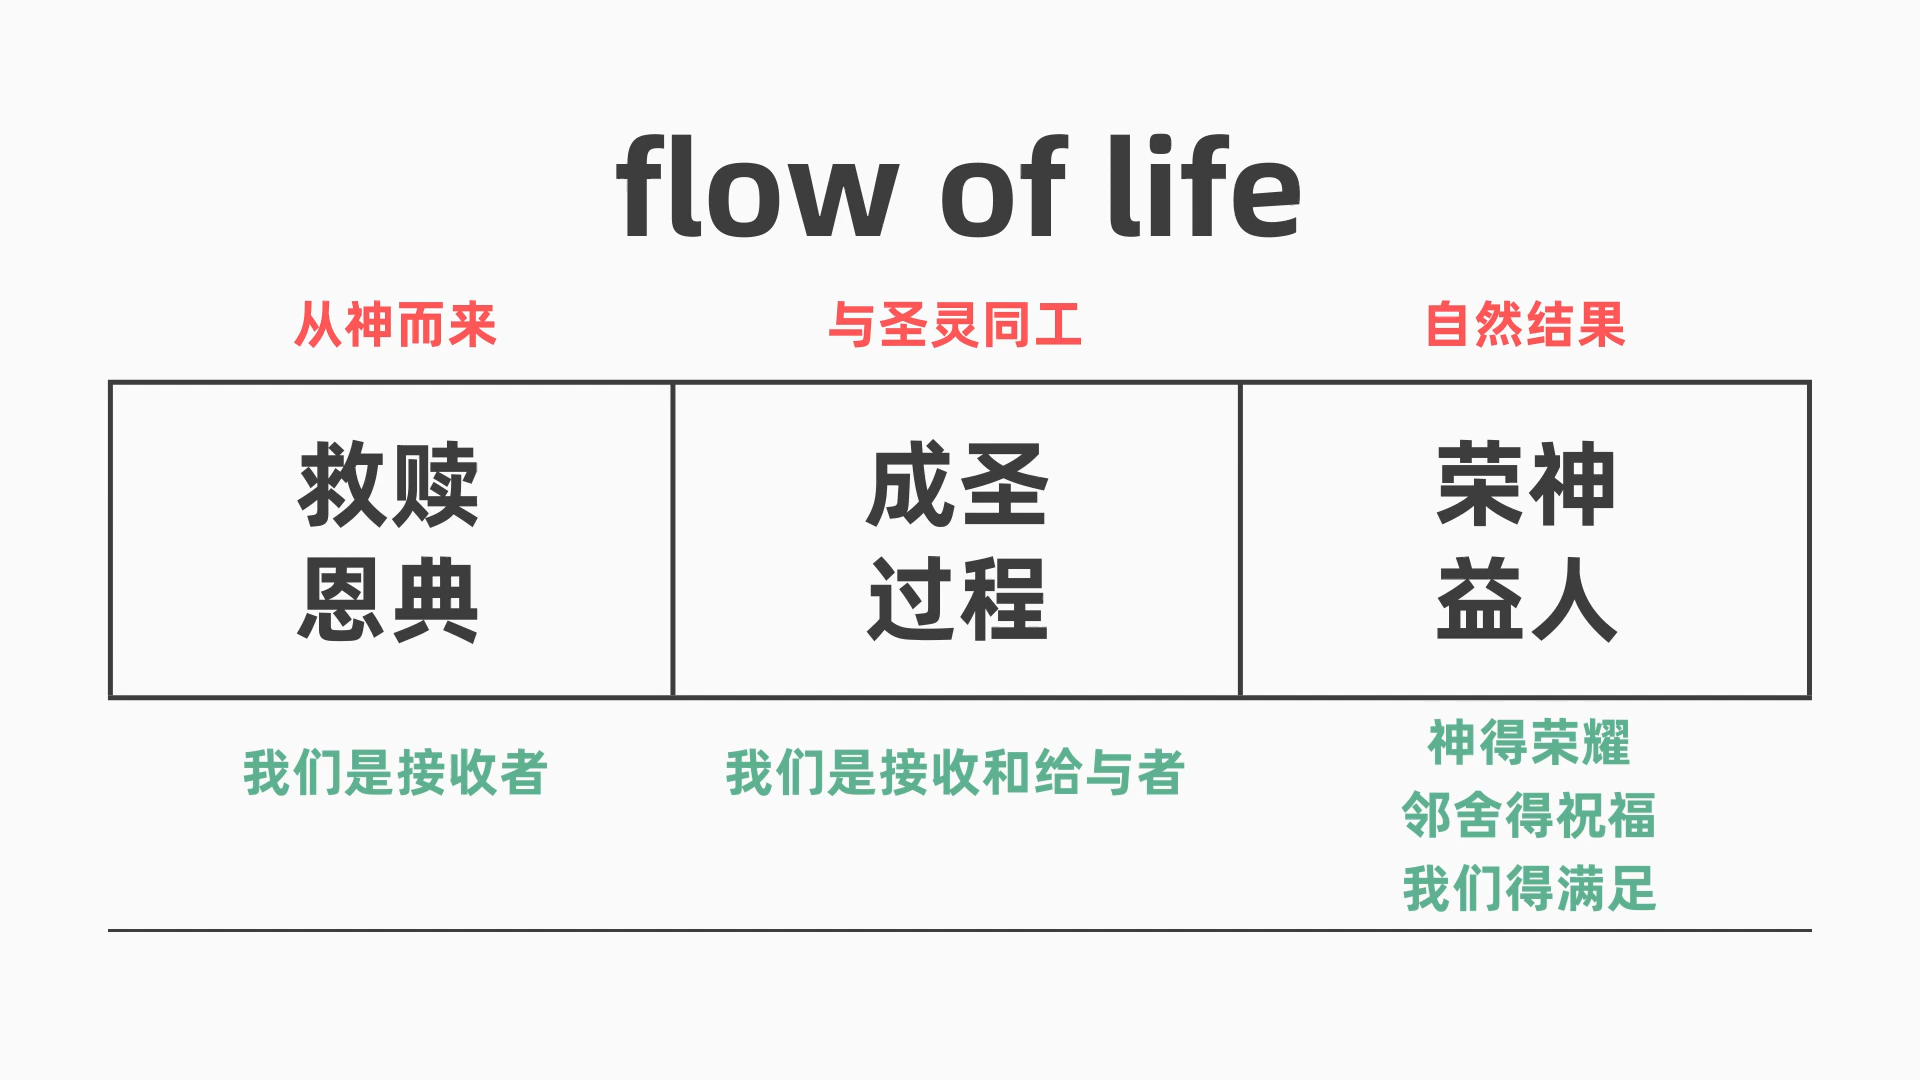 flow of life
从神而来
与圣灵同工
自然结果
救赎
恩典
成圣
过程
荣神
益人
我们是接收者
我们是接收和给与者
神得荣耀
邻舍得祝福
我们得满足